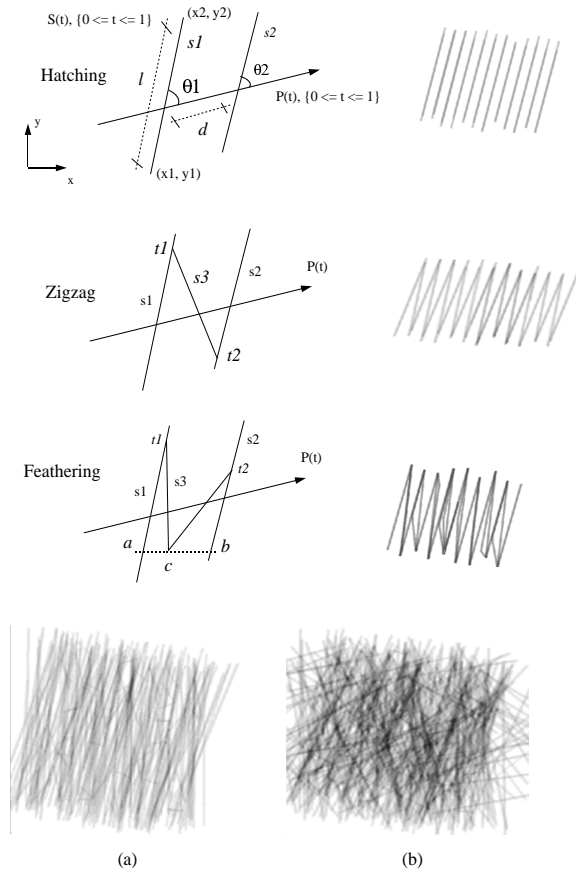 S(t), {0 <= t <= 1}
(x2, y2)
s1
s2
Hatching
l
θ1
θ2
P(t), {0 <= t <= 1}
d
y
x
(x1, y1)
t1
Zigzag
s1
s3
s2
P(t)
t2
t1
s2
Feathering
s1
s3
t2
P(t)
a
b
c
(a)
(b)